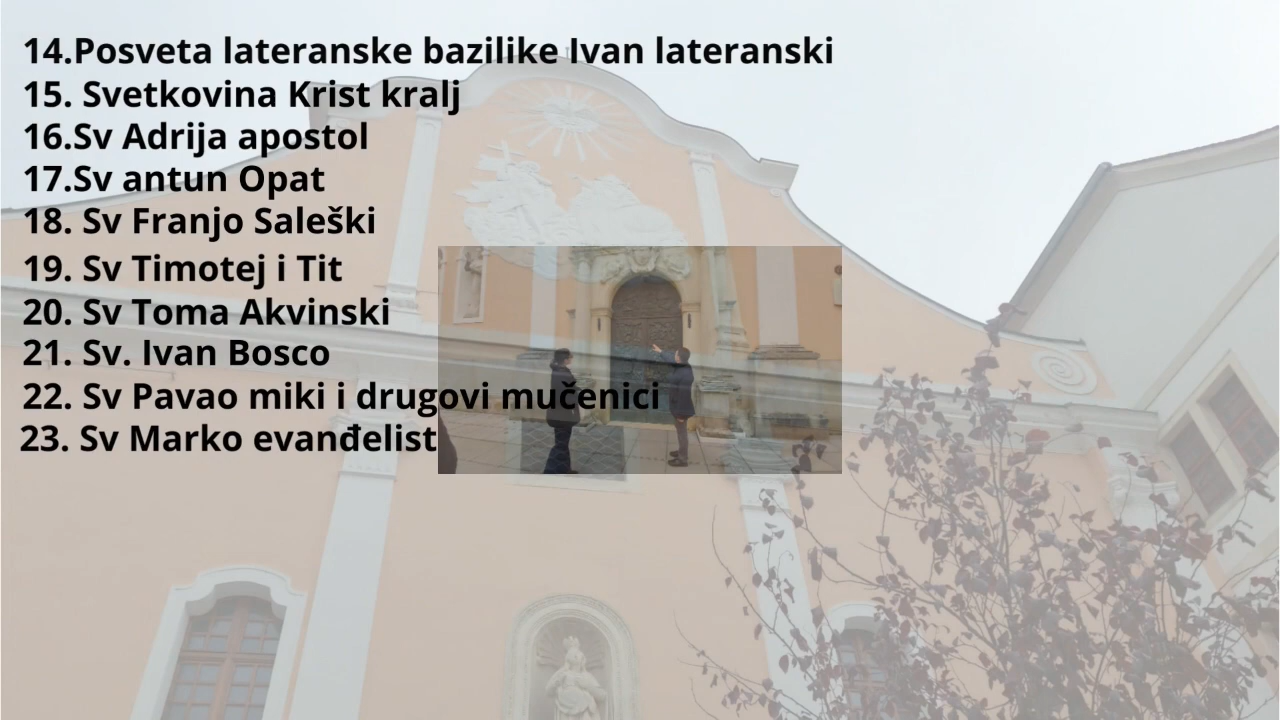 14.Posveta lateranske bazilike Ivan lateranski
15. Svetkovina Krist kralj
16.Sv Adrija apostol
17.Sv antun Opat
18. Sv Franjo Saleški
19. Sv Timotej i Tit
20. Sv Toma Akvinski
21. Sv. Ivan Bosco
22. Sv Pavao miki i drugovi mučenici
23. Sv Marko evanđelist